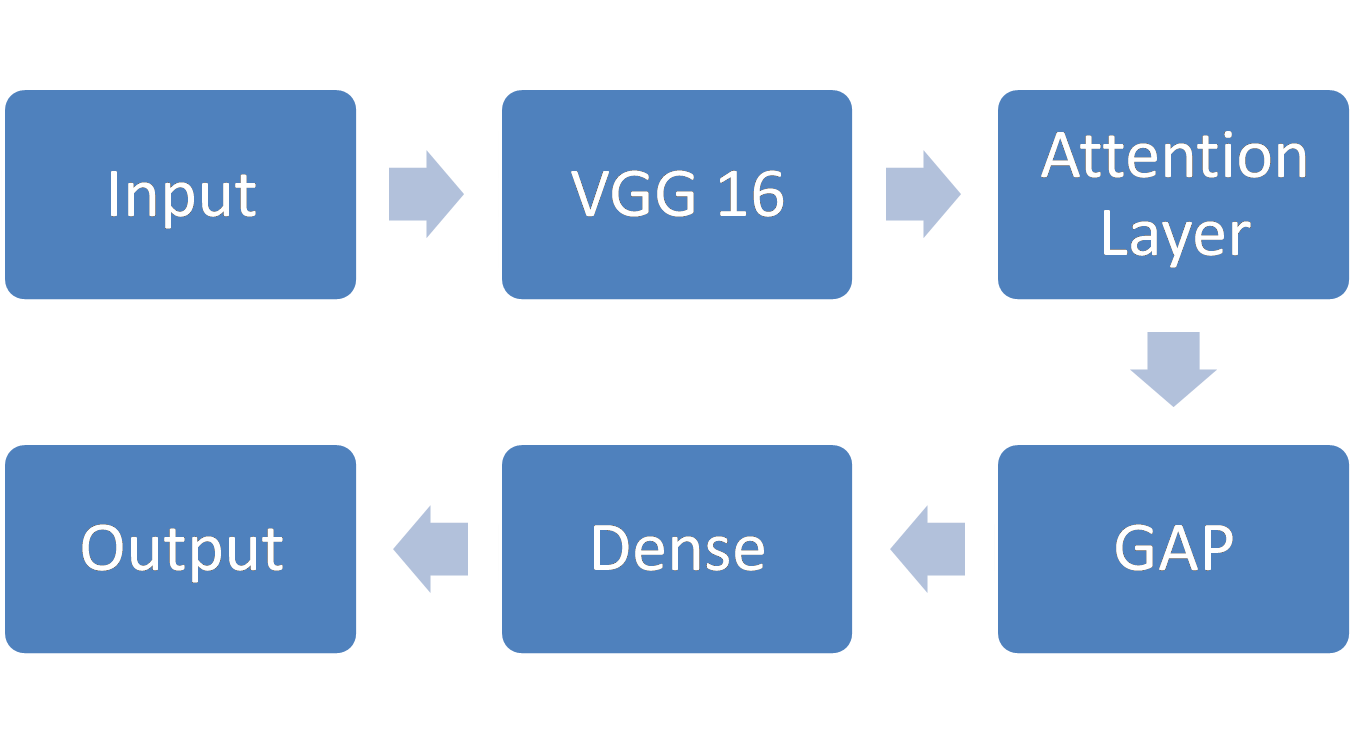 Input
VGG 16
Attention
Layer
GAP
Dense
Output